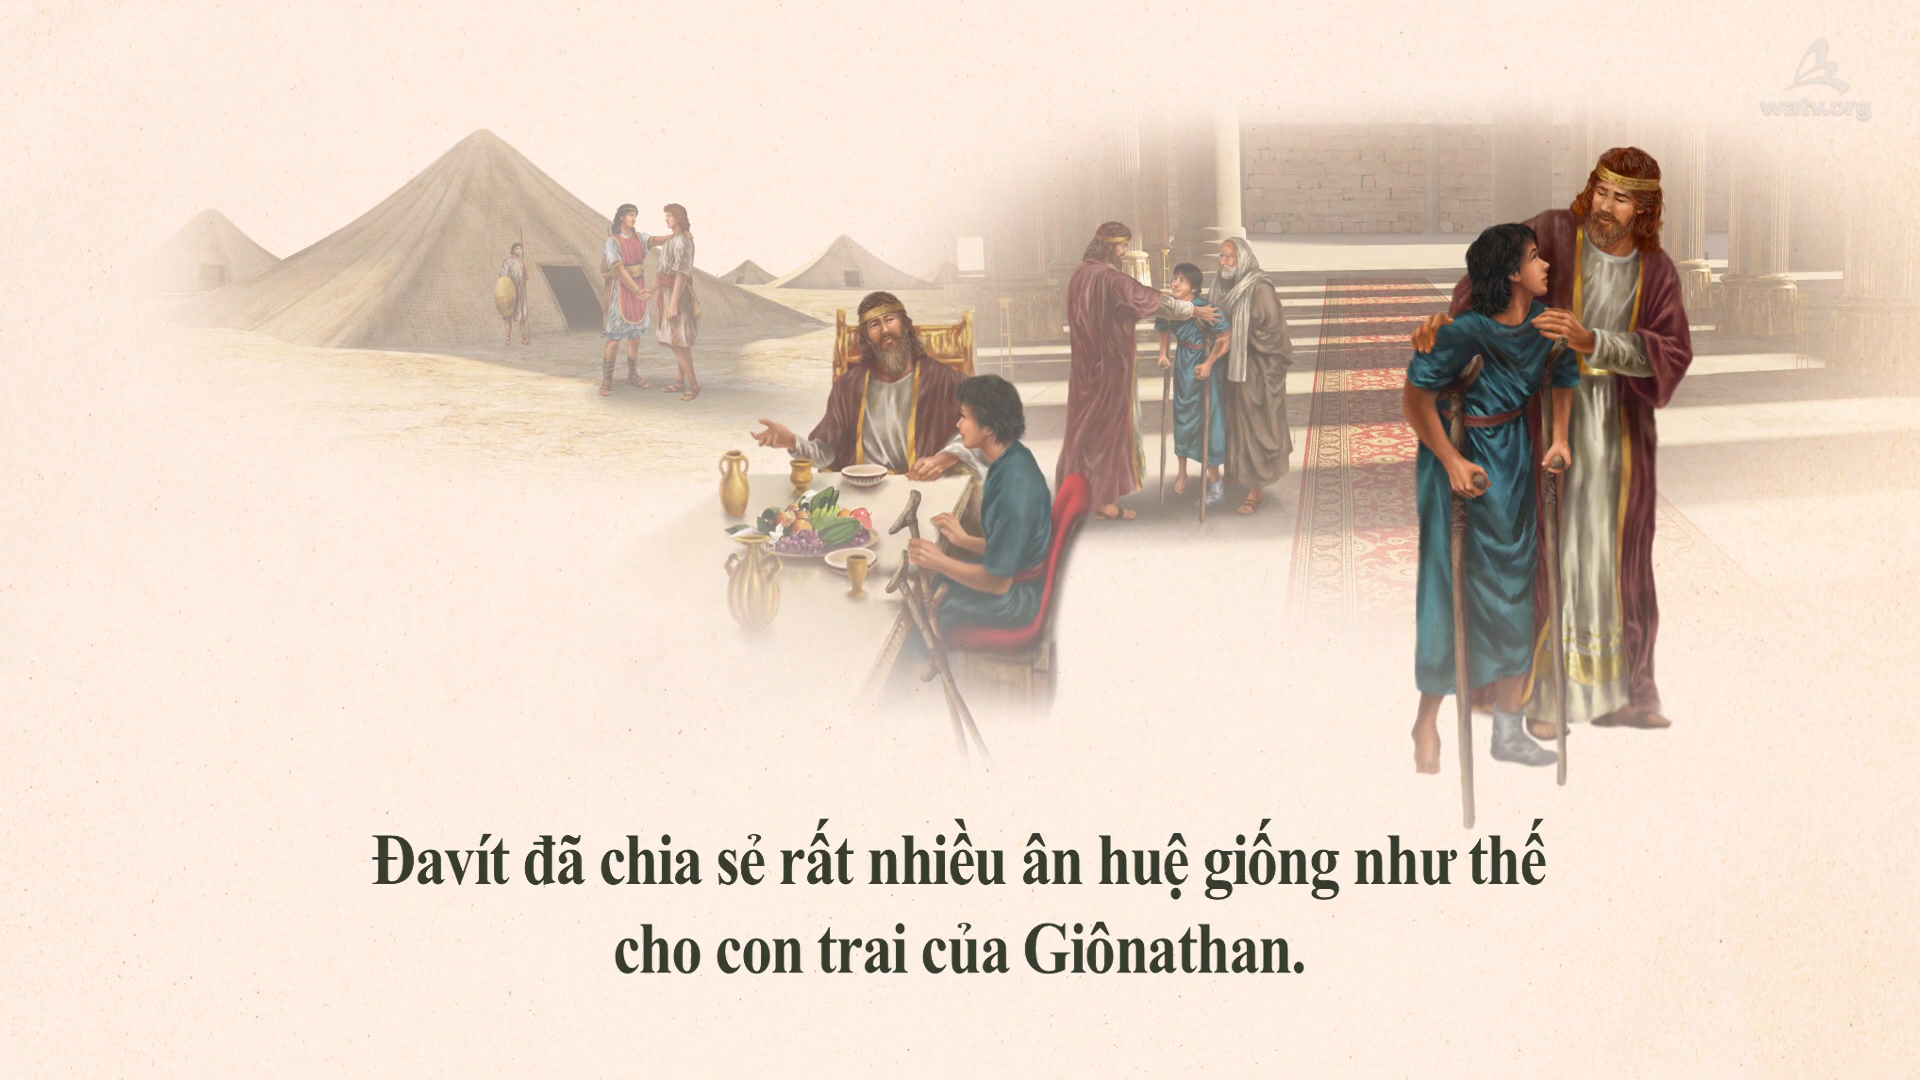 watv.org
Đavít đã chia sẻ rất nhiều ân huệ giống như thế
cho con trai của Giônathan.